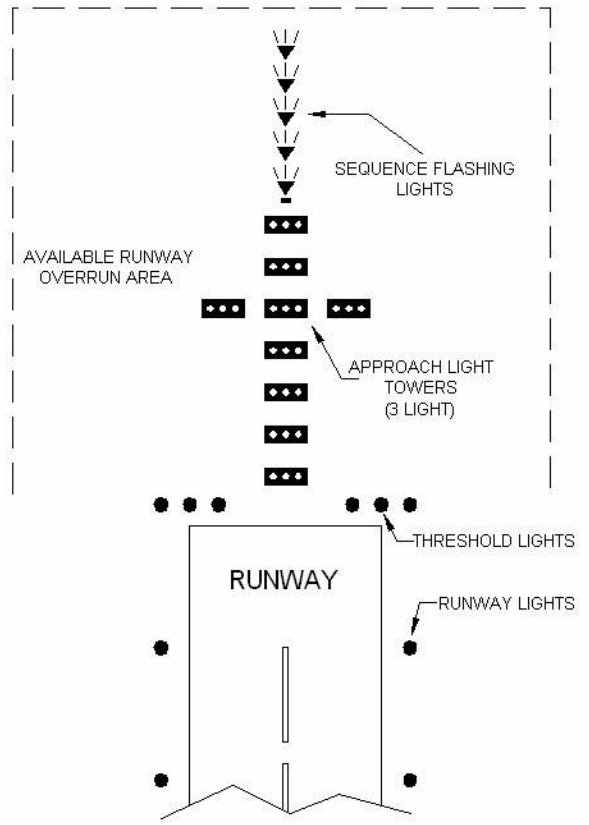 SEQUENCE FLASHING
LIGHTS
AVAILABLE RUNWAY
OVERRUN AREA
APPROACH LIGHT
TOWERS
(3 LIGHT)
THRESHOLD LIGHTS
RUNWAY
RUNWAY LIGHTS